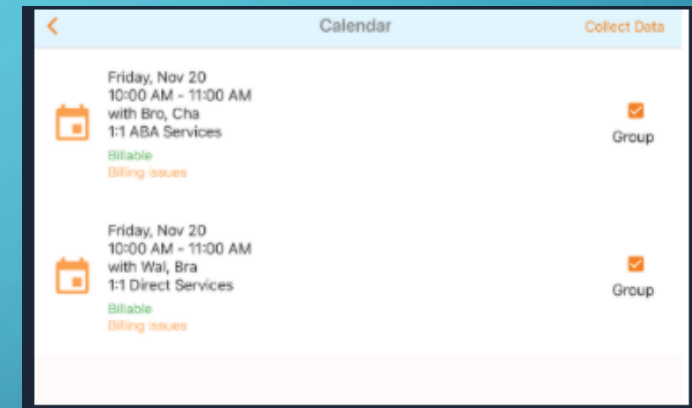 Calendar
Collect Data
Friday, Nov 20
10:00 AM - 11:00 AM
with Bro, Cha
1:1 ABA Services
Billable
Billing issues
Group
Friday, Nov 20
10:00 AM - 11:00 AM
with Wal, Bra
1:1 Direct Services
Billable
Billing issues
Group